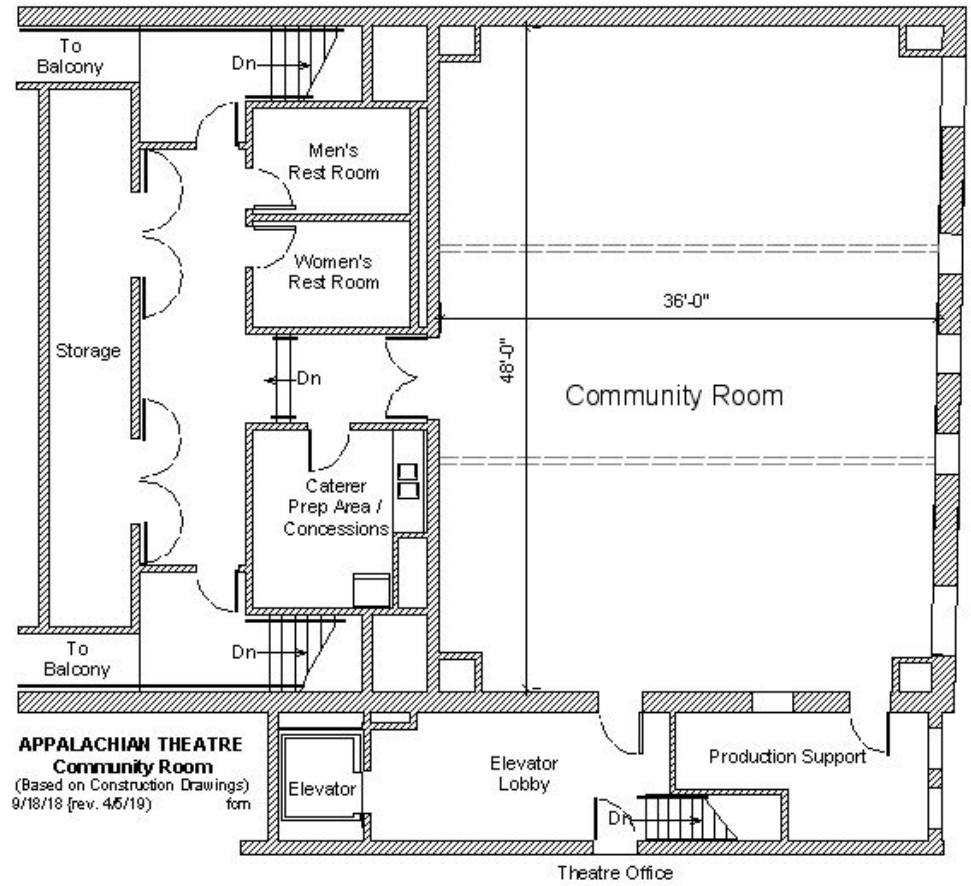 To
Balcony
Dn
Men's
Rest Room
Women's
Rest Room
36'-0"
Storage
48'-0"
Dn
Community Room
Caterer
Prep Area /
Concessions
To
Balcony
Dn
APPALACHIAN THEATRE
Community Room
(Based on Construction Drawings)
9/18/18 (rev. 4/5/19) fom
Elevator
Elevator
Lobby
Production Support
Dn
Theatre Office